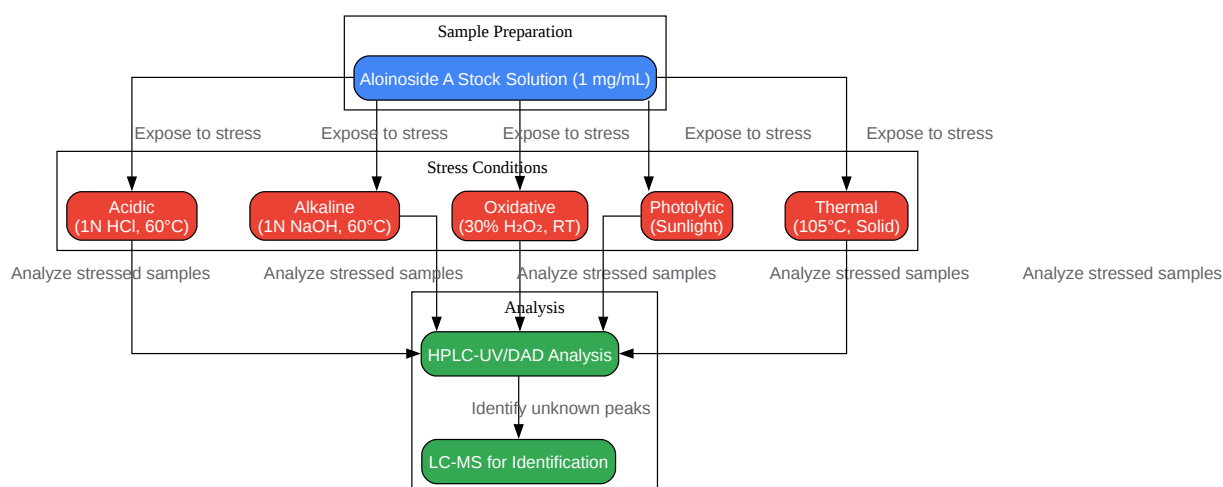 Sample Preparation
Aloinoside A Stock Solution (1 mg/mL)
Expose to stress
Expose to stress
Expose to stress
Expose to stress
Expose to stress
Stress Conditions
Acidic
(1N HCl, 60°C)
Alkaline
(1N NaOH, 60°C)
Oxidative
(30% H₂O₂, RT)
Photolytic
(Sunlight)
Thermal
(105°C, Solid)
Analyze stressed samples
Analyze stressed samples
Analyze stressed samples
Analyze stressed samples
Analyze stressed samples
Analysis
HPLC-UV/DAD Analysis
Identify unknown peaks
LC-MS for Identification